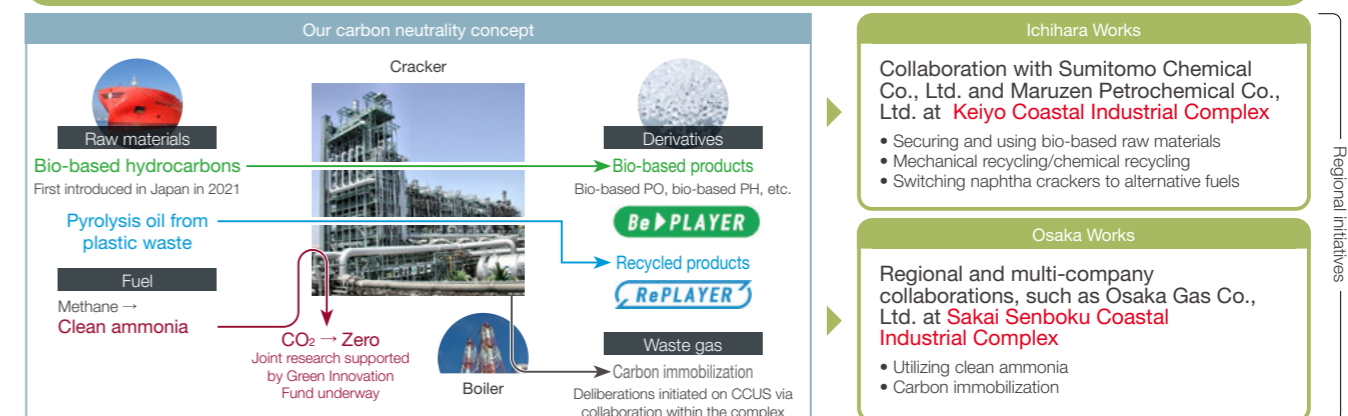 Our carbon neutrality concept
Cracker
Raw materials
Bio-based hydrocarbons
First introduced in Japan in 2021
Pyrolysis oil from
plastic waste
Fuel
Methane →
Clean ammonia
CO₂ → Zero
Joint research supported
by Green Innovation
Fund underway
Boiler
Derivatives
Bio-based products
Bio-based PO, bio-based PH, etc.
Be PLAYER
Recycled products
RePLAYER
Waste gas
Carbon immobilization
Deliberations initiated on CCUS via
collaboration within the complex
Ichihara Works
Collaboration with Sumitomo Chemical
Co., Ltd. and Maruzen Petrochemical Co.,
Ltd. at Keiyo Coastal Industrial Complex
• Securing and using bio-based raw materials
• Mechanical recycling/chemical recycling
• Switching naphtha crackers to alternative fuels
Osaka Works
Regional and multi-company
collaborations, such as Osaka Gas Co.,
Ltd. at Sakai Senboku Coastal
Industrial Complex
• Utilizing clean ammonia
• Carbon immobilization
Regional initiatives